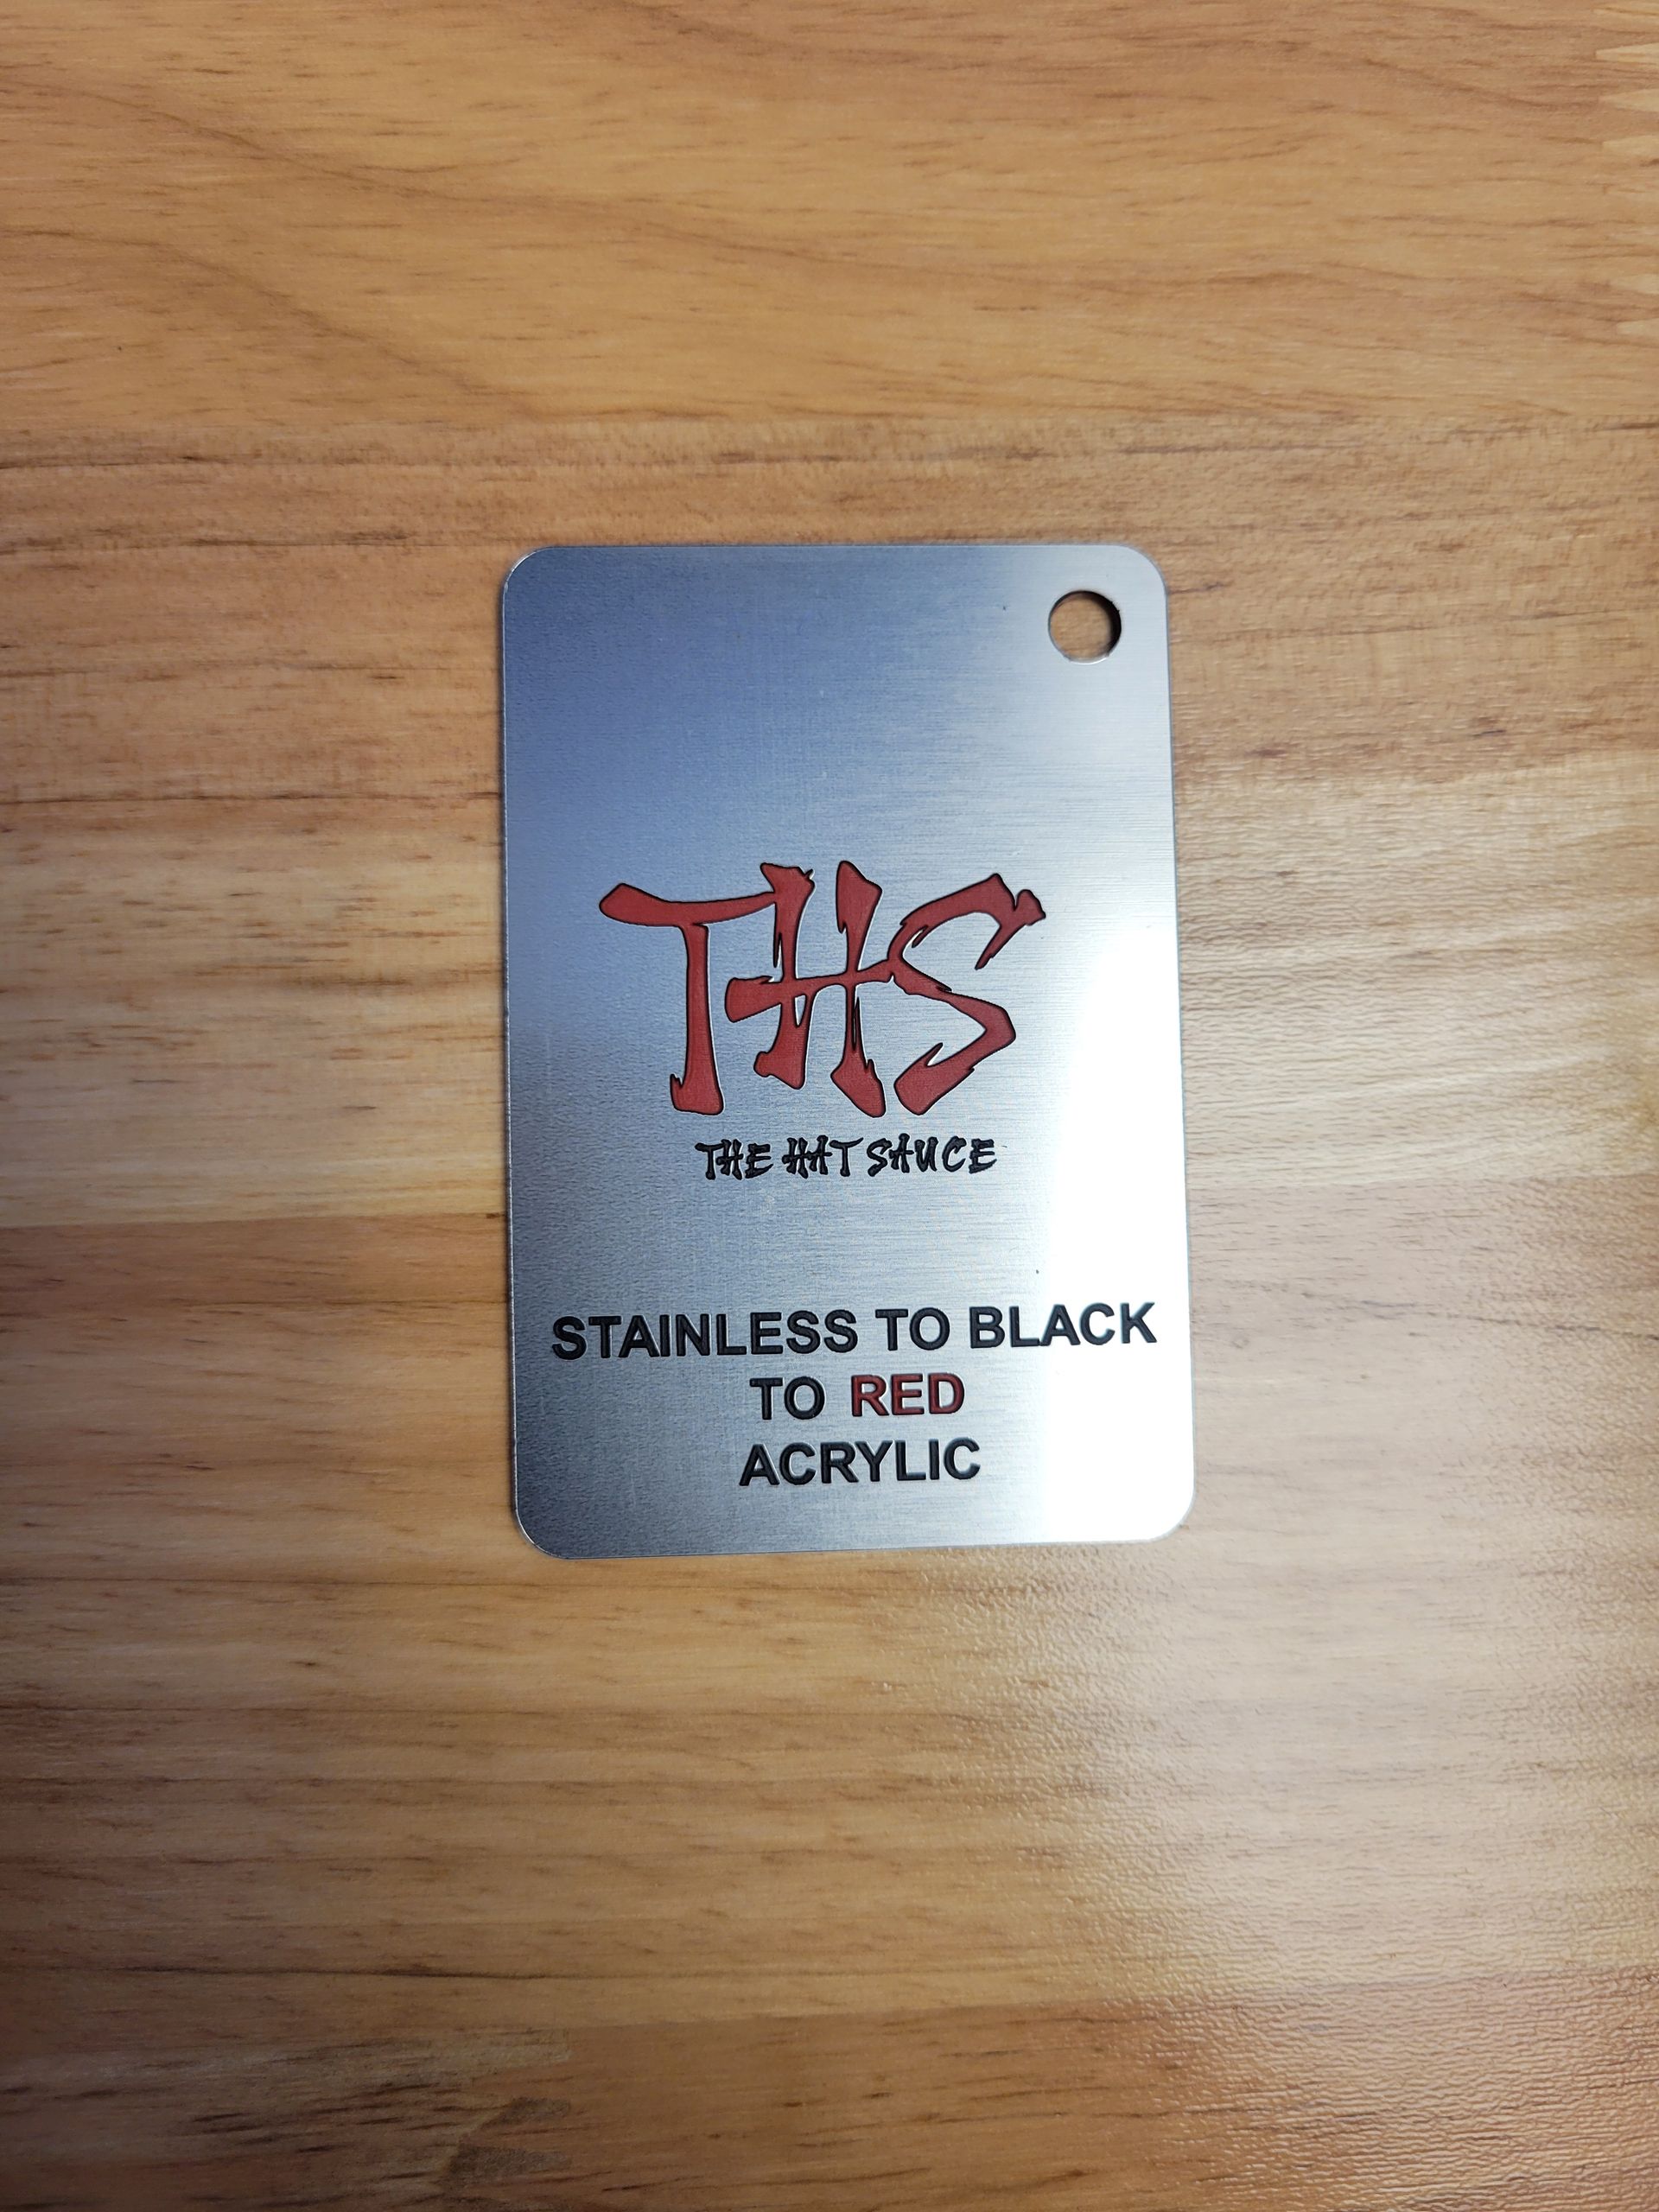 THS
THE HAT SAUCE
STAINLESS TO BLACK
TO RED
ACRYLIC